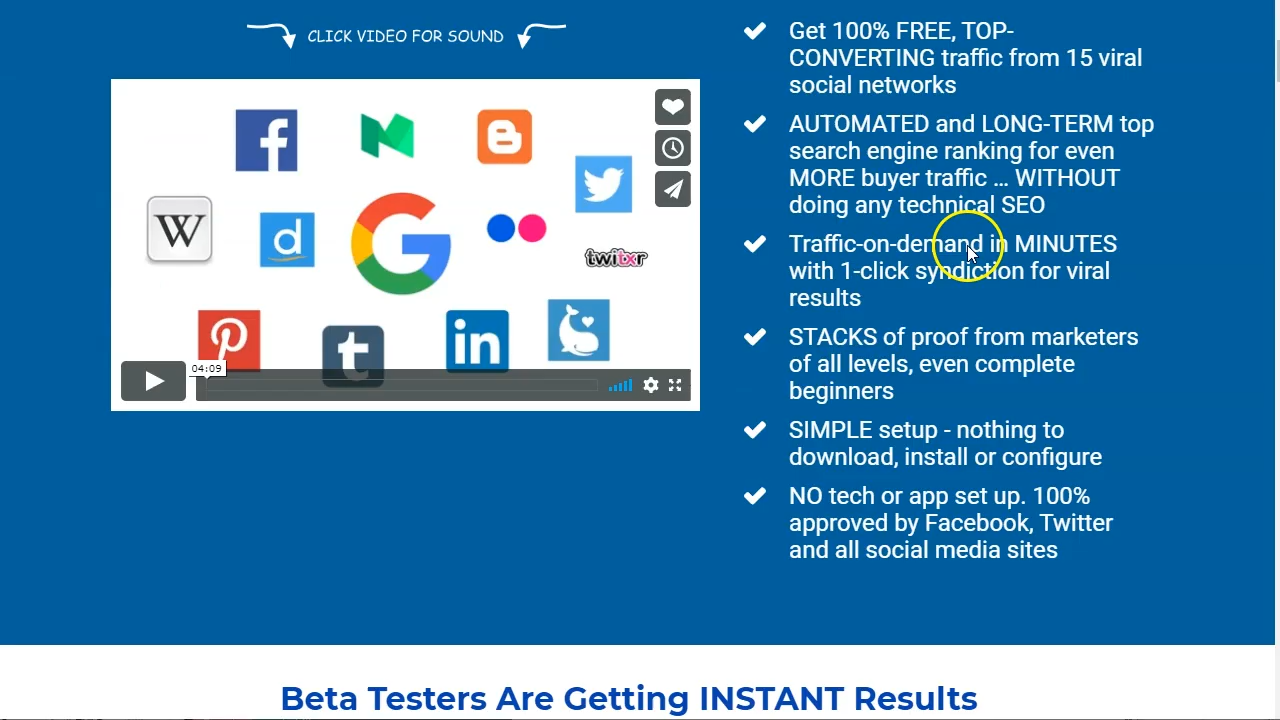 CLICK VIDEO FOR SOUND
W
d
twitxr
t
in
04:09
Get 100% FREE, TOP-
CONVERTING traffic from 15 viral
social networks
AUTOMATED and LONG-TERM top
search engine ranking for even
MORE buyer traffic ... WITHOUT
doing any technical SEO
Traffic-on-demand in MINUTES
with 1-click syndiction for viral
results
STACKS of proof from marketers
of all levels, even complete
beginners
SIMPLE setup - nothing to
download, install or configure
NO tech or app set up. 100%
approved by Facebook, Twitter
and all social media sites
Beta Testers Are Getting INSTANT Results